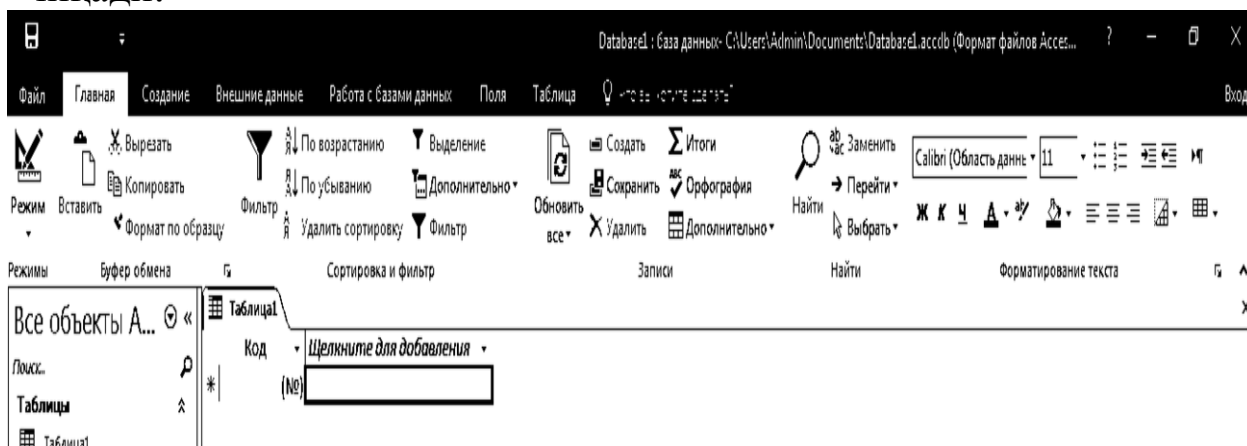 Database1 : база данных- C:\Users\Admin\Documents\Database1.accdb (Формат файлов Acces... ?
Файл Главная Создание Внешние данные Работа с базами данных Поля Таблица Вход
Вырезать По возрастанию Выделение Создать Итоги Заменить Calibri (Область даннь 11
Копировать По убыванию Дополнительно Сохранить Орфография Перейти
Режим Вставить Формат по образцу Фильтр Удалить сортировку Фильтр Обновить все Удалить Дополнительно Найти Выбрать Ж К Ч А
Режимы Буфер обмена Сортировка и фильтр Записи Найти Форматирование текста
Все объекты A... « Таблица1
Код Щелкните для добавления
Поиск...
* (№)
Таблицы
Таблица1